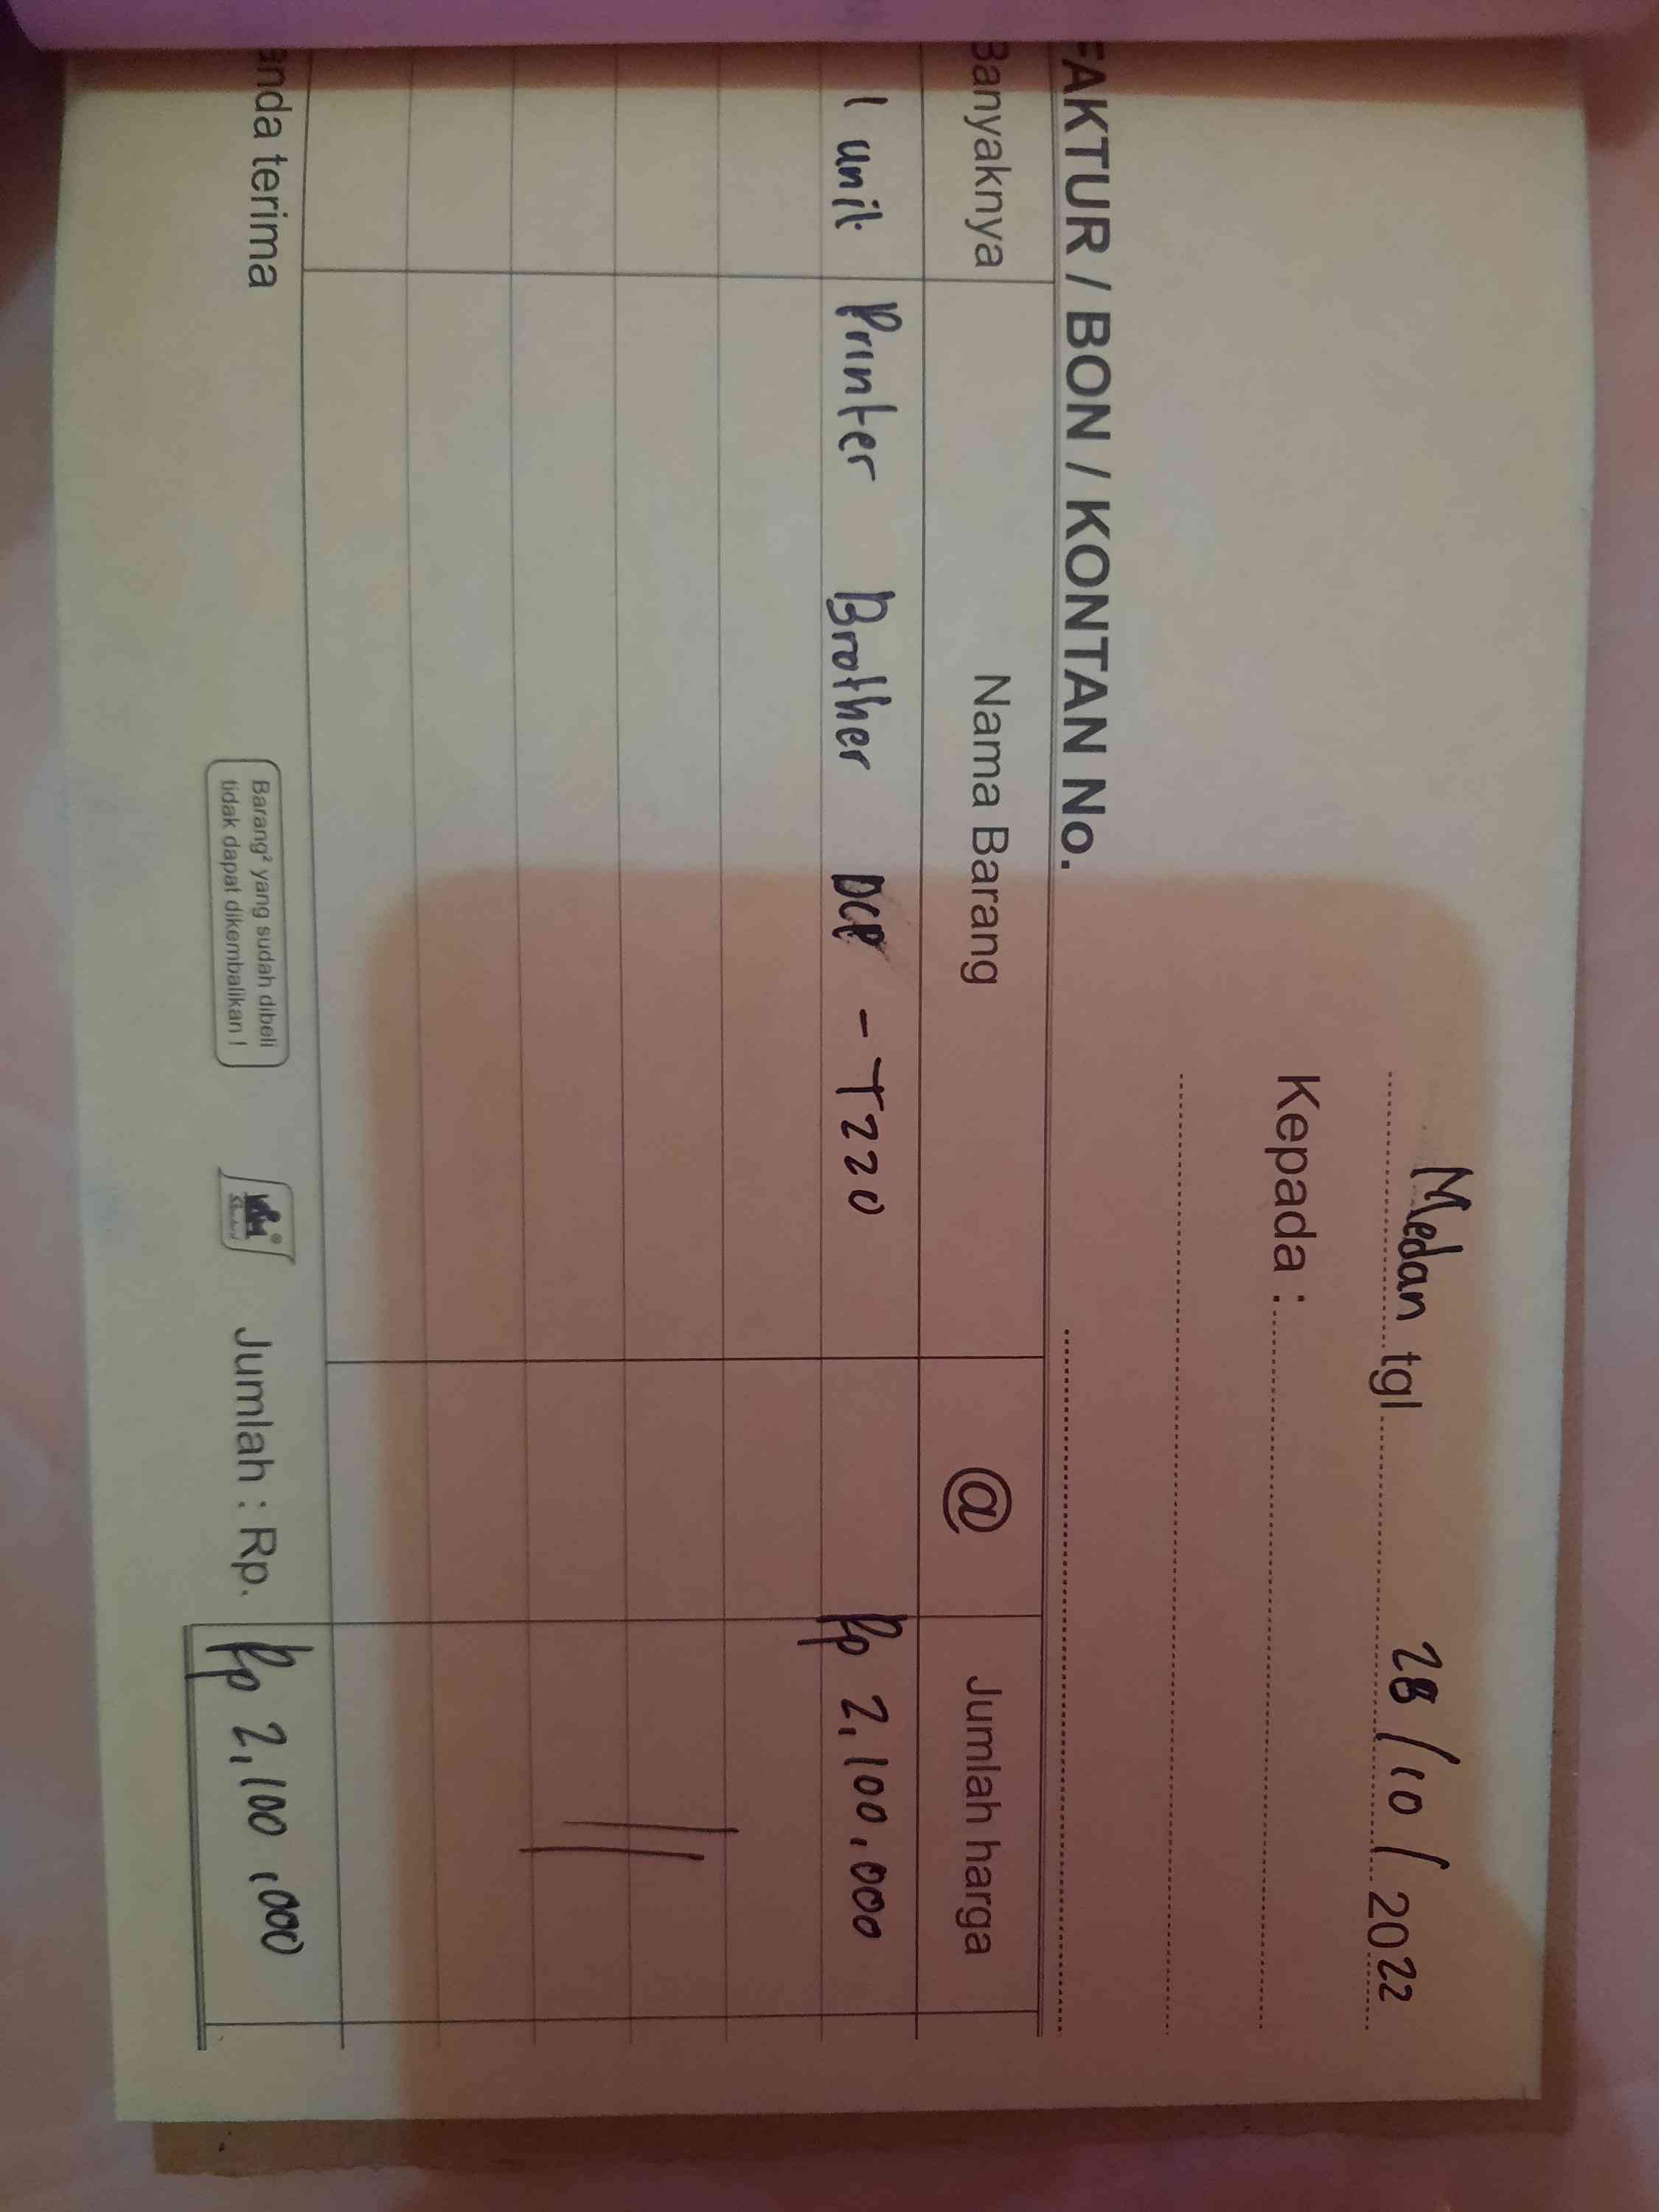 Medan tgl 28/10/2022
Kepada :
FAKTUR / BON / KONTAN No.
Banyaknya Nama Barang @ Jumlah harga
1 unit Printer Brother DCP - T220 Rp 2,100.000
anda terima
Barang² yang sudah dibeli
tidak dapat dikembalikan !
Jumlah : Rp. Rp 2,100,000